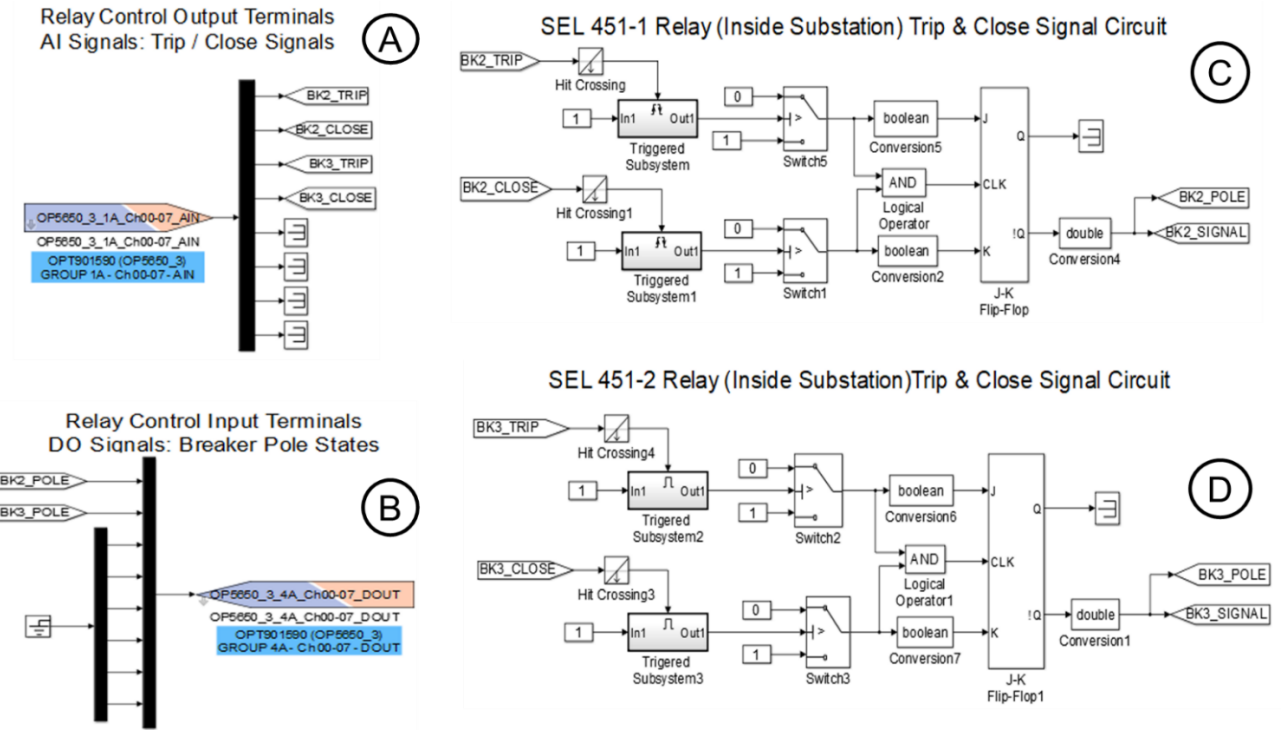 Relay Control Output Terminals
AI Signals: Trip / Close Signals
A
BK2_TRIP
BK2_CLOSE
BK3_TRIP
BK3_CLOSE
OP5650_3_1A_Ch00-07_AIN
OP5650_3_1A_Ch00-07_AIN
OPT901590 (OP5650_3)
GROUP 1A - Ch00-07 - AIN
Relay Control Input Terminals
DO Signals: Breaker Pole States
B
BK2_POLE
BK3_POLE
OP5650_3_4A_Ch00-07_DOUT
OP5650_3_4A_Ch00-07_DOUT
OPT901590 (OP5650_3)
GROUP 4A - Ch00-07 - DOUT
SEL 451-1 Relay (Inside Substation) Trip & Close Signal Circuit
C
BK2_TRIP
Hit Crossing
1
In1 Out1
Triggered
Subsystem
0
1
Switch5
boolean
Conversion5
BK2_CLOSE
Hit Crossing1
1
In1 Out1
Triggered
Subsystem1
0
1
Switch1
AND
Logical
Operator
boolean
Conversion2
J
CLK
K
Q
!Q
J-K
Flip-Flop
double
Conversion4
BK2_POLE
BK2_SIGNAL
SEL 451-2 Relay (Inside Substation)Trip & Close Signal Circuit
D
BK3_TRIP
Hit Crossing4
1
In1 Out1
Trigered
Subsystem2
0
1
Switch2
boolean
Conversion6
BK3_CLOSE
Hit Crossing3
1
In1 Out1
Trigered
Subsystem3
0
1
Switch3
AND
Logical
Operator1
boolean
Conversion7
J
CLK
K
Q
!Q
J-K
Flip-Flop1
double
Conversion1
BK3_POLE
BK3_SIGNAL